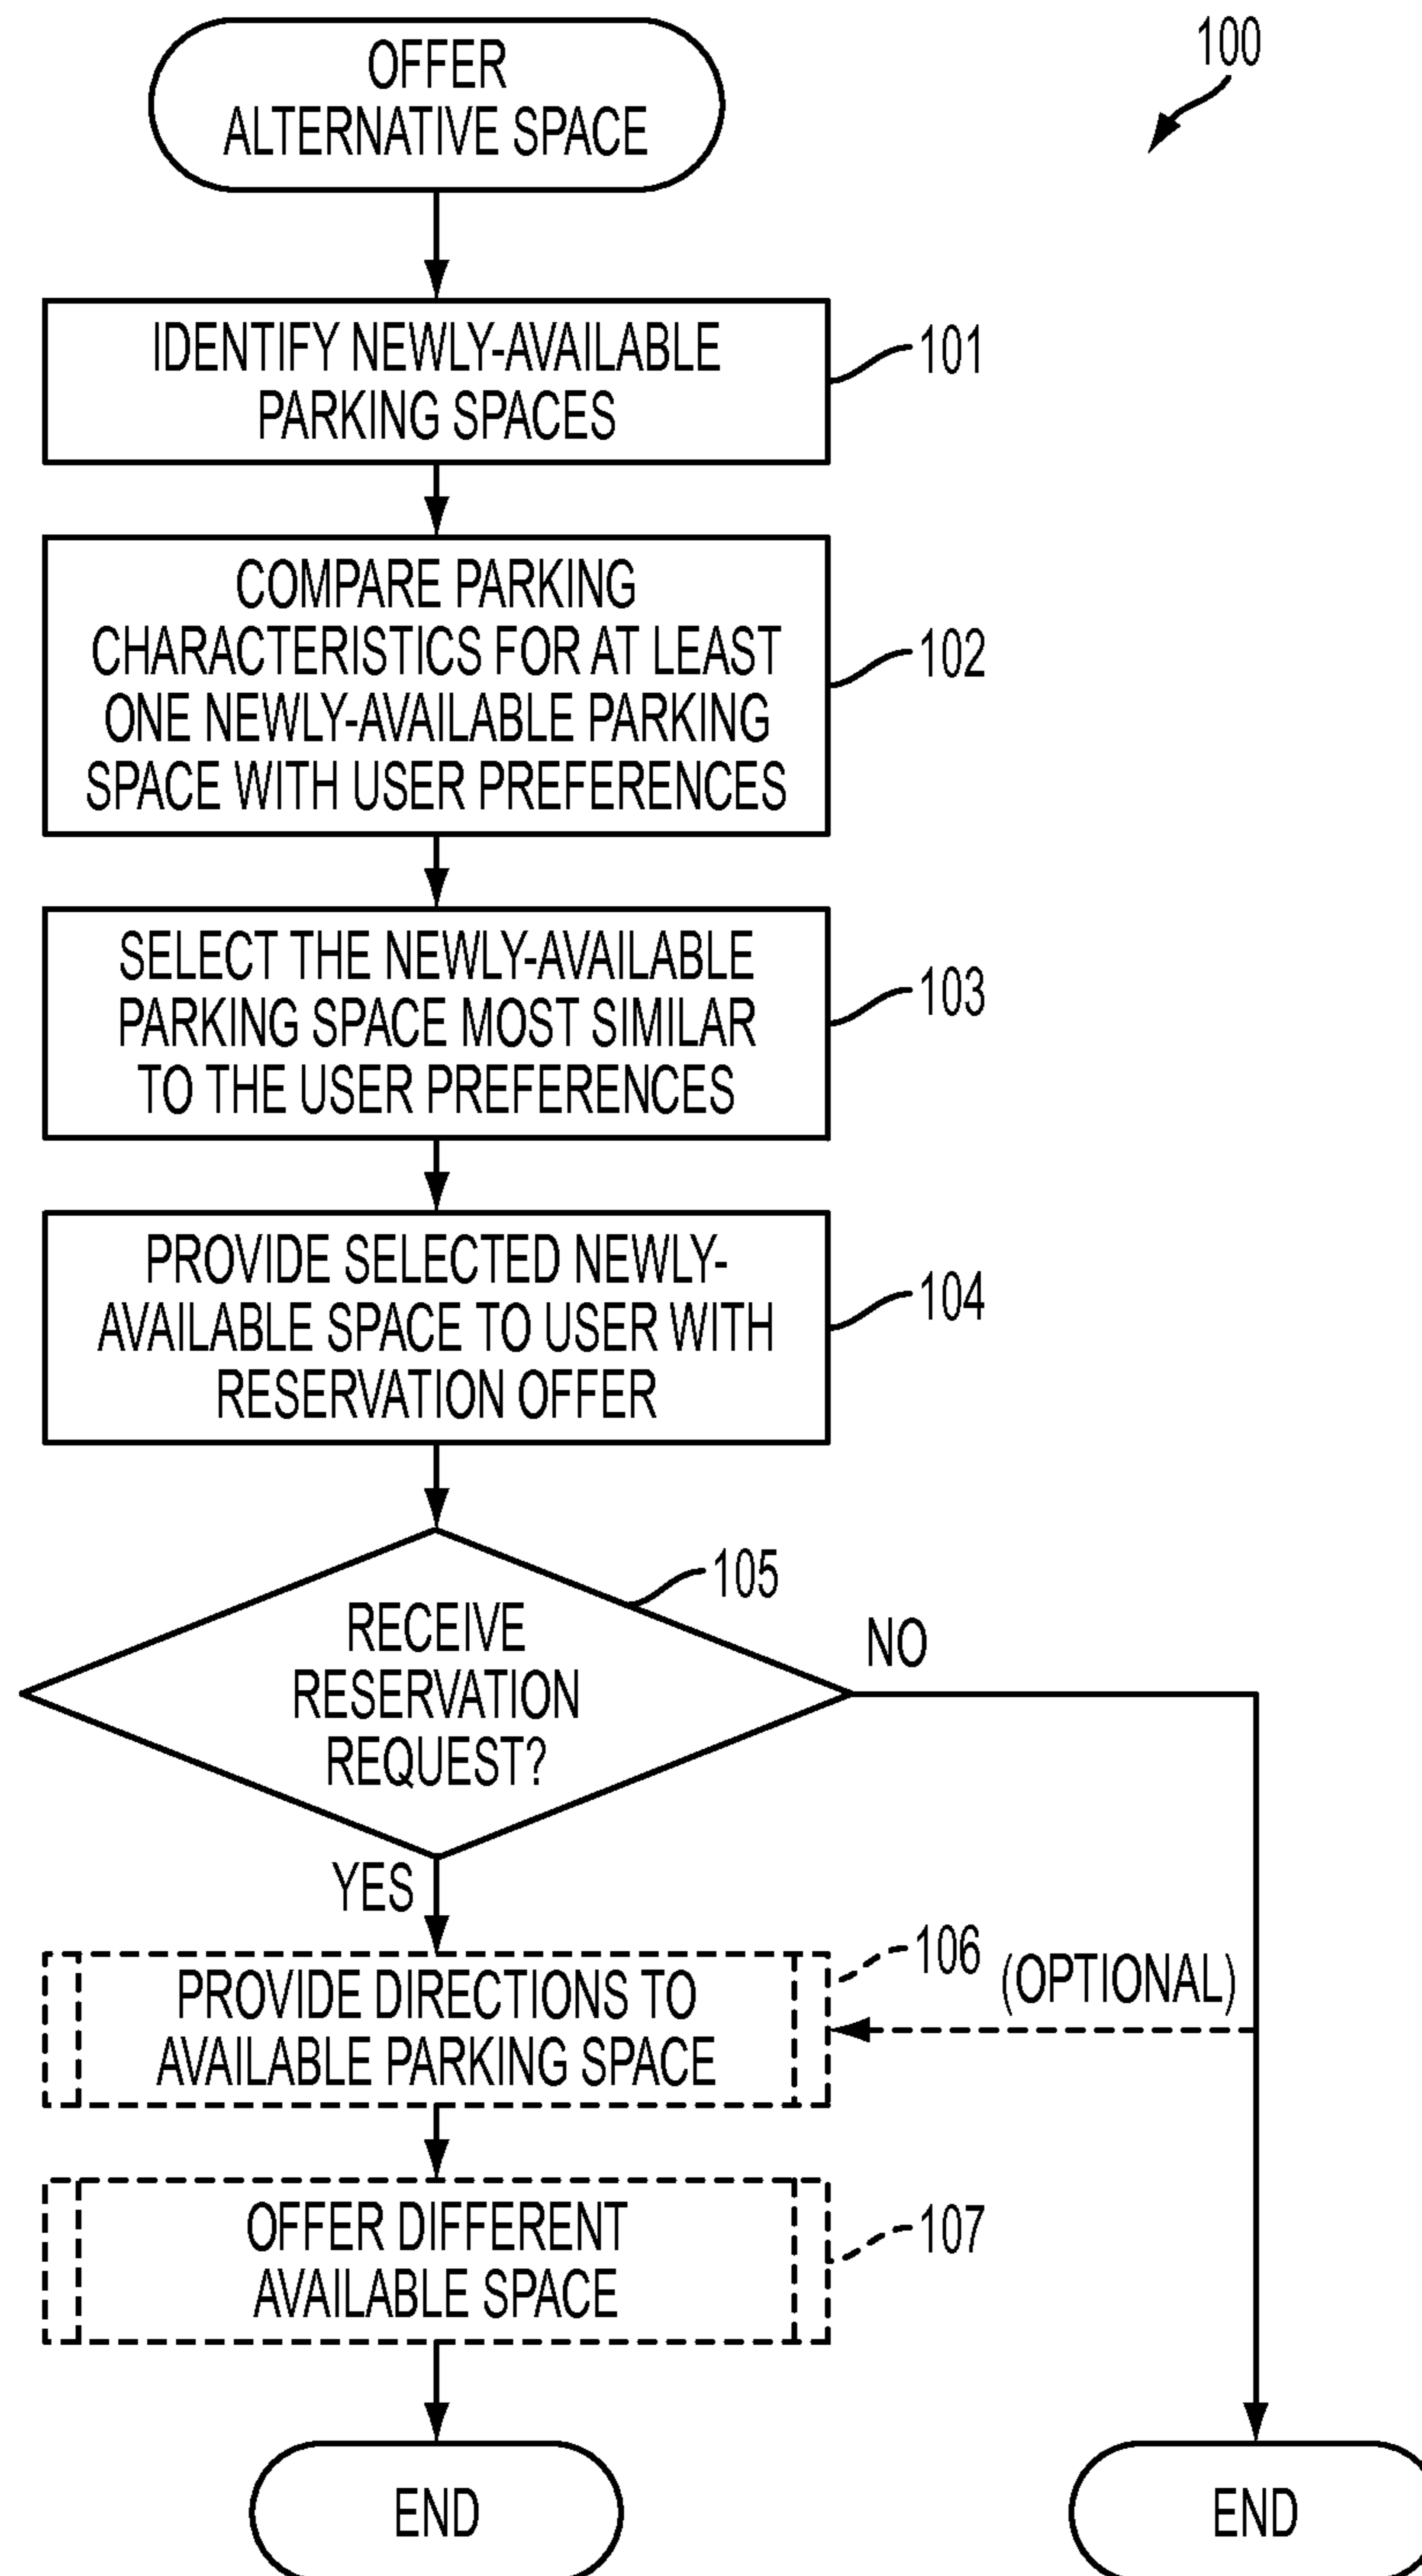 OFFER
ALTERNATIVE SPACE
100
IDENTIFY NEWLY-AVAILABLE
PARKING SPACES
101
COMPARE PARKING
CHARACTERISTICS FOR AT LEAST
ONE NEWLY-AVAILABLE PARKING
SPACE WITH USER PREFERENCES
102
SELECT THE NEWLY-AVAILABLE
PARKING SPACE MOST SIMILAR
TO THE USER PREFERENCES
103
PROVIDE SELECTED NEWLY-
AVAILABLE SPACE TO USER WITH
RESERVATION OFFER
104
RECEIVE
RESERVATION
REQUEST?
105
NO
YES
PROVIDE DIRECTIONS TO
AVAILABLE PARKING SPACE
106
(OPTIONAL)
OFFER DIFFERENT
AVAILABLE SPACE
107
END
END